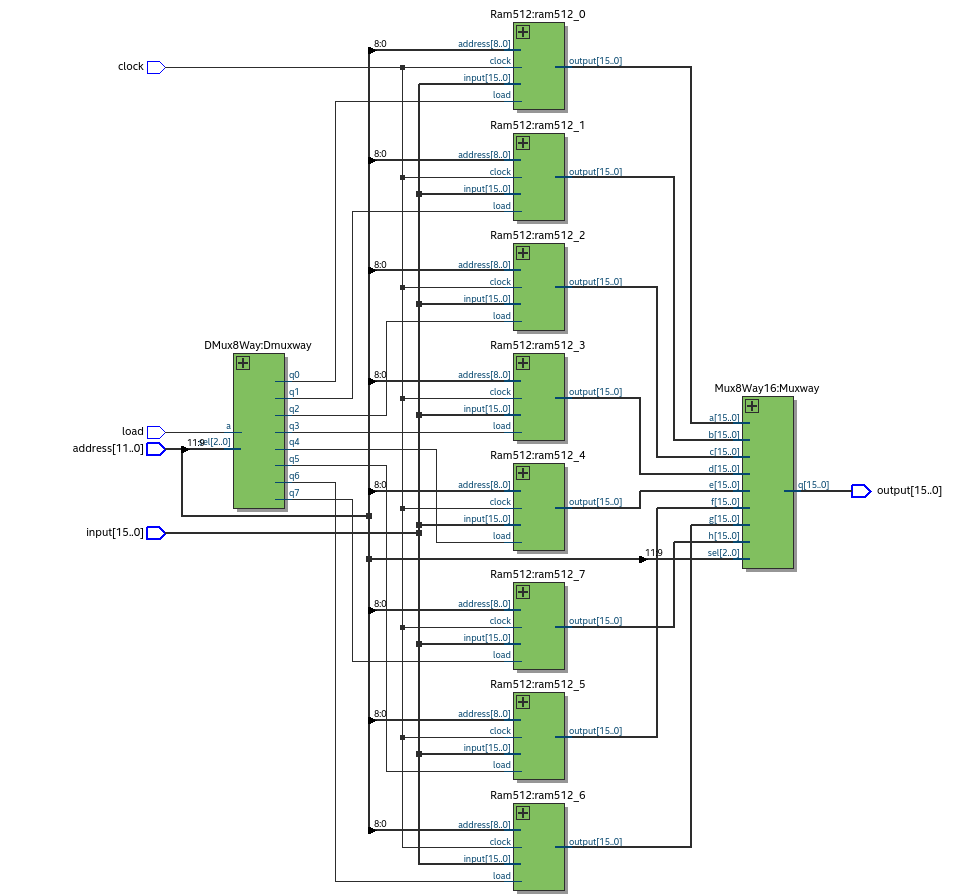 Ram512:ram512_0
8:0
address[8..0]
clock
output[15..0]
clock
input[15..0]
load
Ram512:ram512_1
8:0
address[8..0]
clock
output[15..0]
input[15..0]
load
Ram512:ram512_2
8:0
address[8..0]
clock
output[15..0]
input[15..0]
load
DMux8Way:Dmuxway
q0
q1
q2
a
q3
sel[2..0]
q4
q5
q6
q7
load
address[11..0]
11:9
input[15..0]
Ram512:ram512_3
8:0
address[8..0]
clock
output[15..0]
input[15..0]
load
Ram512:ram512_4
8:0
address[8..0]
clock
output[15..0]
input[15..0]
load
Mux8Way16:Muxway
a[15..0]
b[15..0]
c[15..0]
d[15..0]
e[15..0]
q[15..0]
f[15..0]
g[15..0]
h[15..0]
11:9
sel[2..0]
output[15..0]
Ram512:ram512_7
8:0
address[8..0]
clock
output[15..0]
input[15..0]
load
Ram512:ram512_5
8:0
address[8..0]
clock
output[15..0]
input[15..0]
load
Ram512:ram512_6
8:0
address[8..0]
clock
output[15..0]
input[15..0]
load